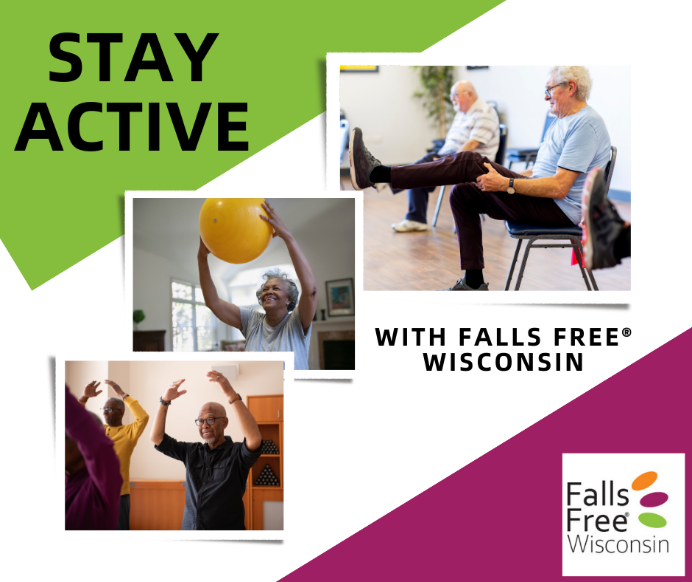 STAY
ACTIVE
WITH FALLS FREE®
WISCONSIN
Falls
Free®
Wisconsin